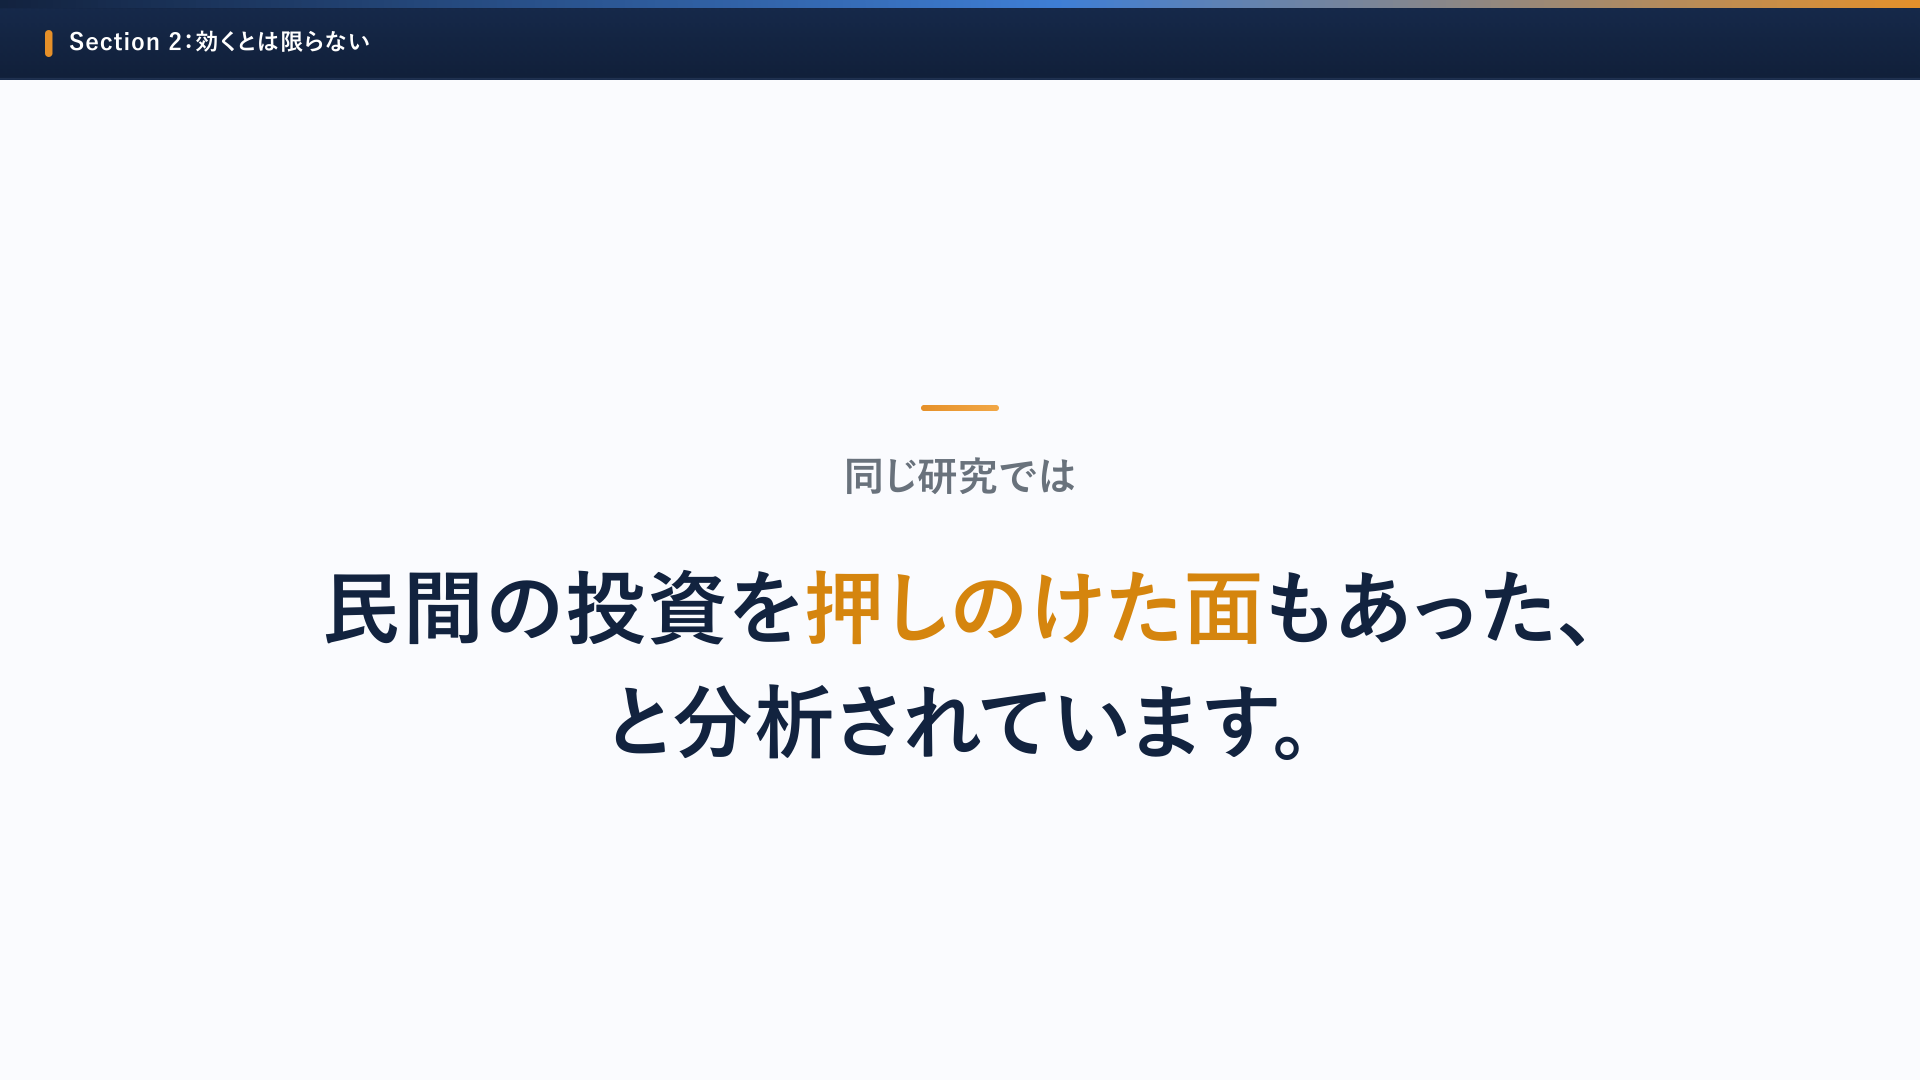 Section 2：効くとは限らない
同じ研究では
民間の投資を押しのけた面もあった、
と分析されています。